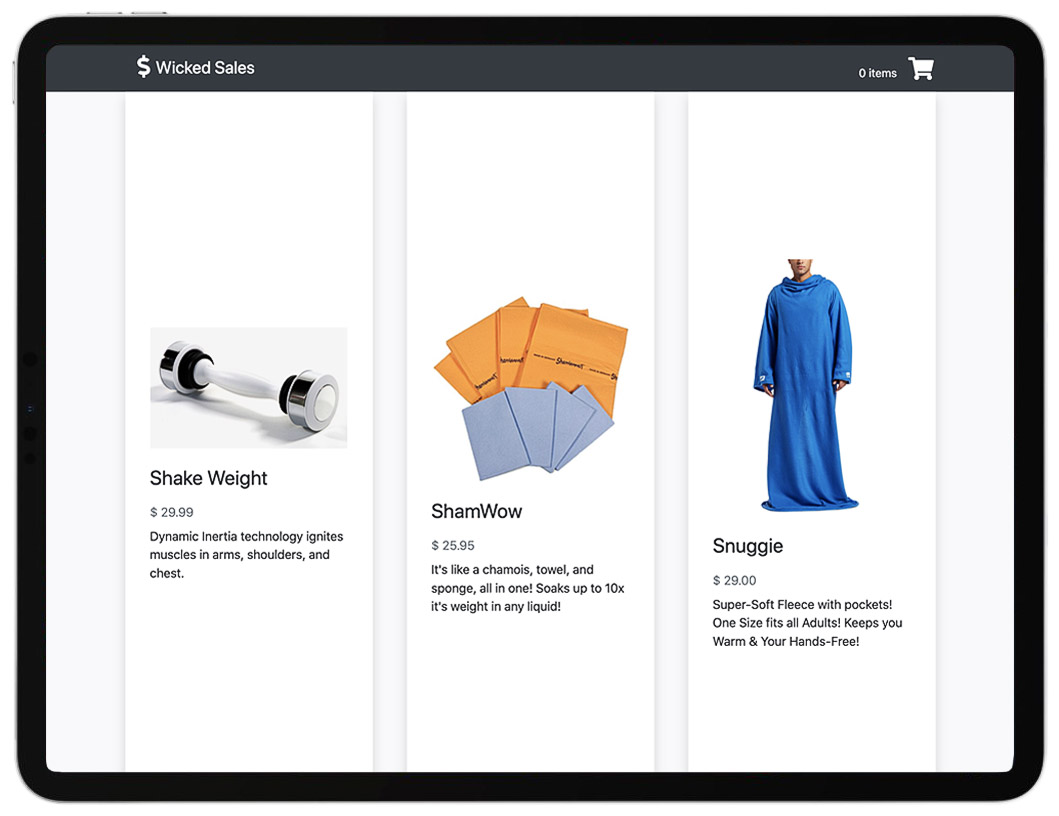 $ Wicked Sales
0 items
Shake Weight
$ 29.99
Dynamic Inertia technology ignites
muscles in arms, shoulders, and
chest.
ShamWow
ShamWow
ShamWow
ShamWow
$ 25.95
It's like a chamois, towel, and
sponge, all in one! Soaks up to 10x
it's weight in any liquid!
Snuggie
$ 29.00
Super-Soft Fleece with pockets!
One Size fits all Adults! Keeps you
Warm & Your Hands-Free!